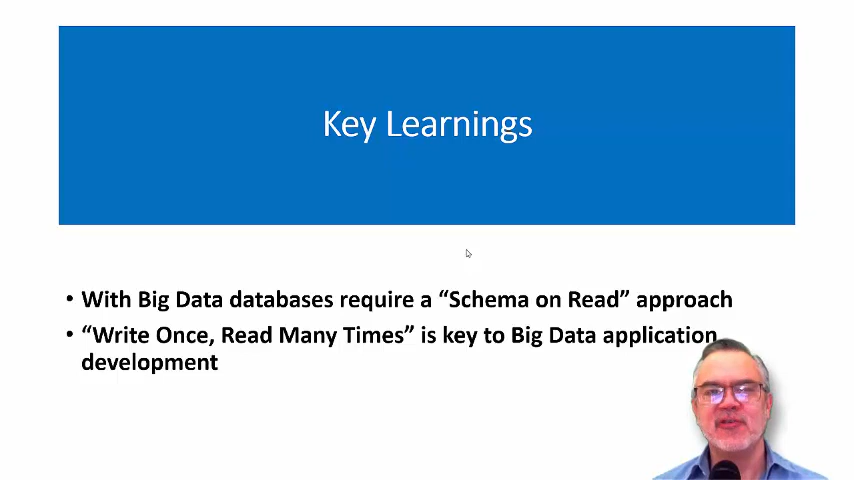 Key Learnings
• With Big Data databases require a “Schema on Read” approach
• “Write Once, Read Many Times” is key to Big Data application
development